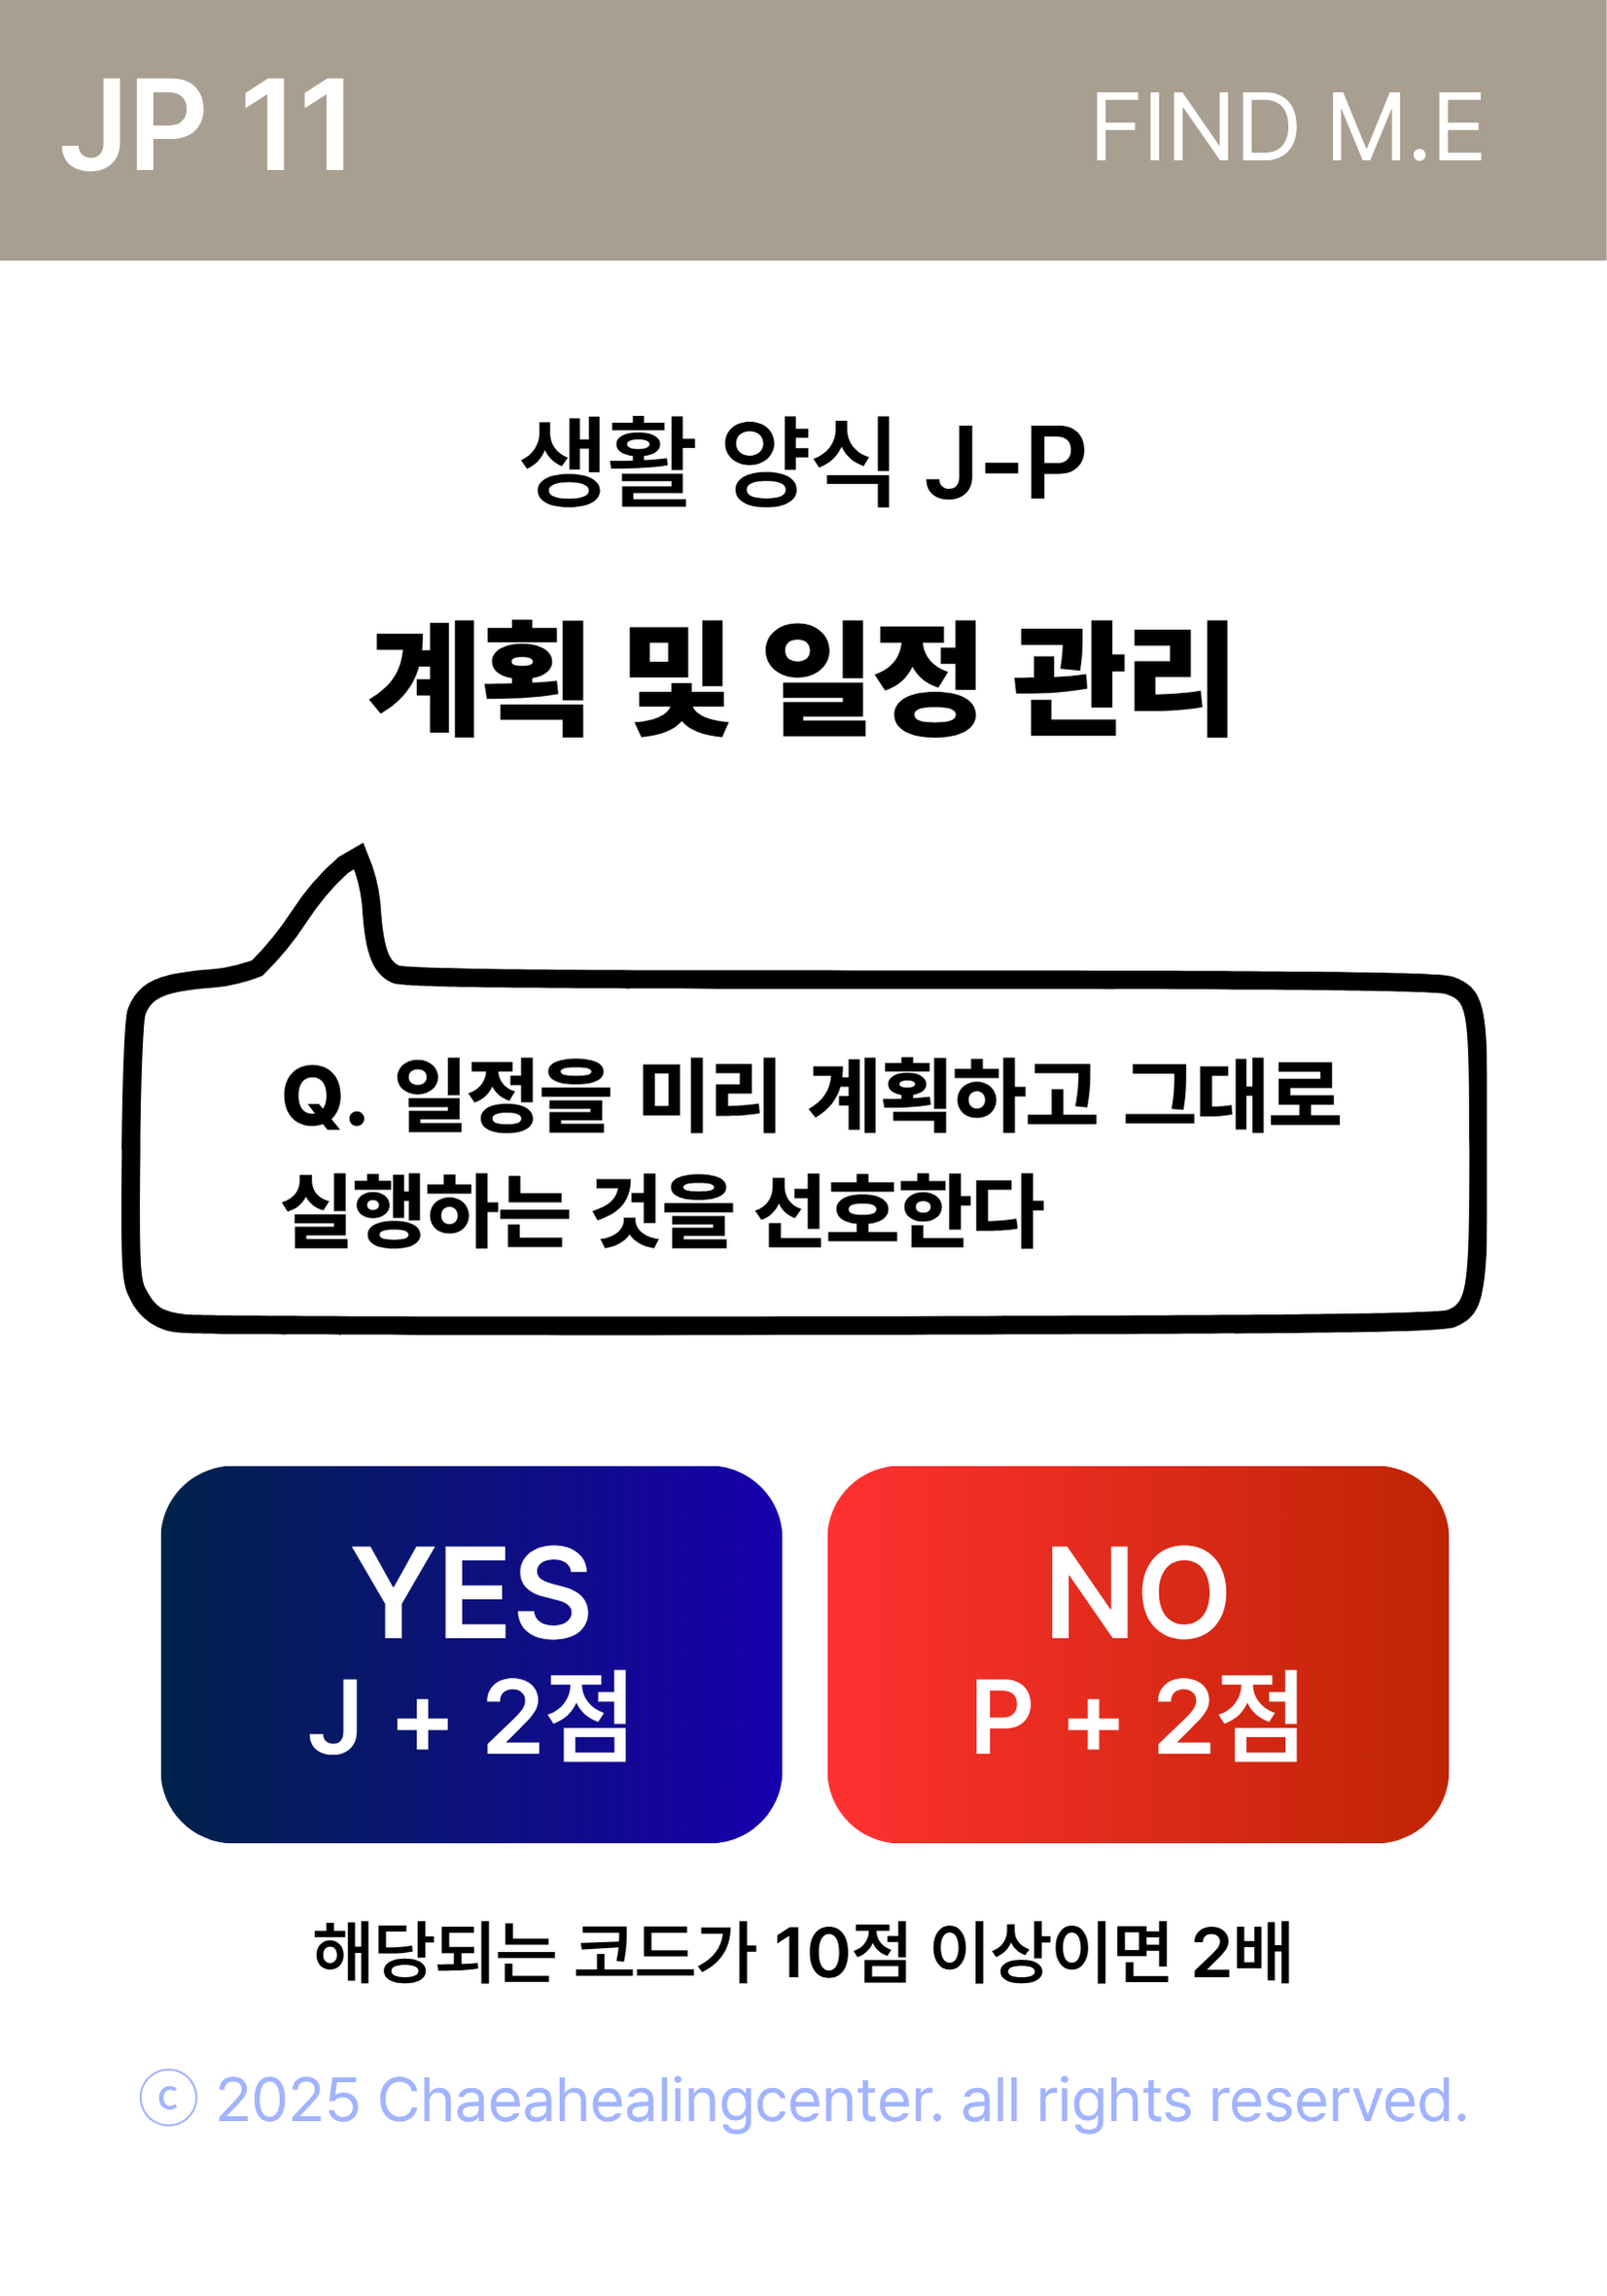 JP 11
FIND M.E
생활 양식 J-P
계획 및 일정 관리
Q. 일정을 미리 계획하고 그대로
실행하는 것을 선호한다
YES
J + 2점
NO
P + 2점
해당되는 코드가 10점 이상이면 2배
© 2025 Chaeahealingcenter. all rights reserved.